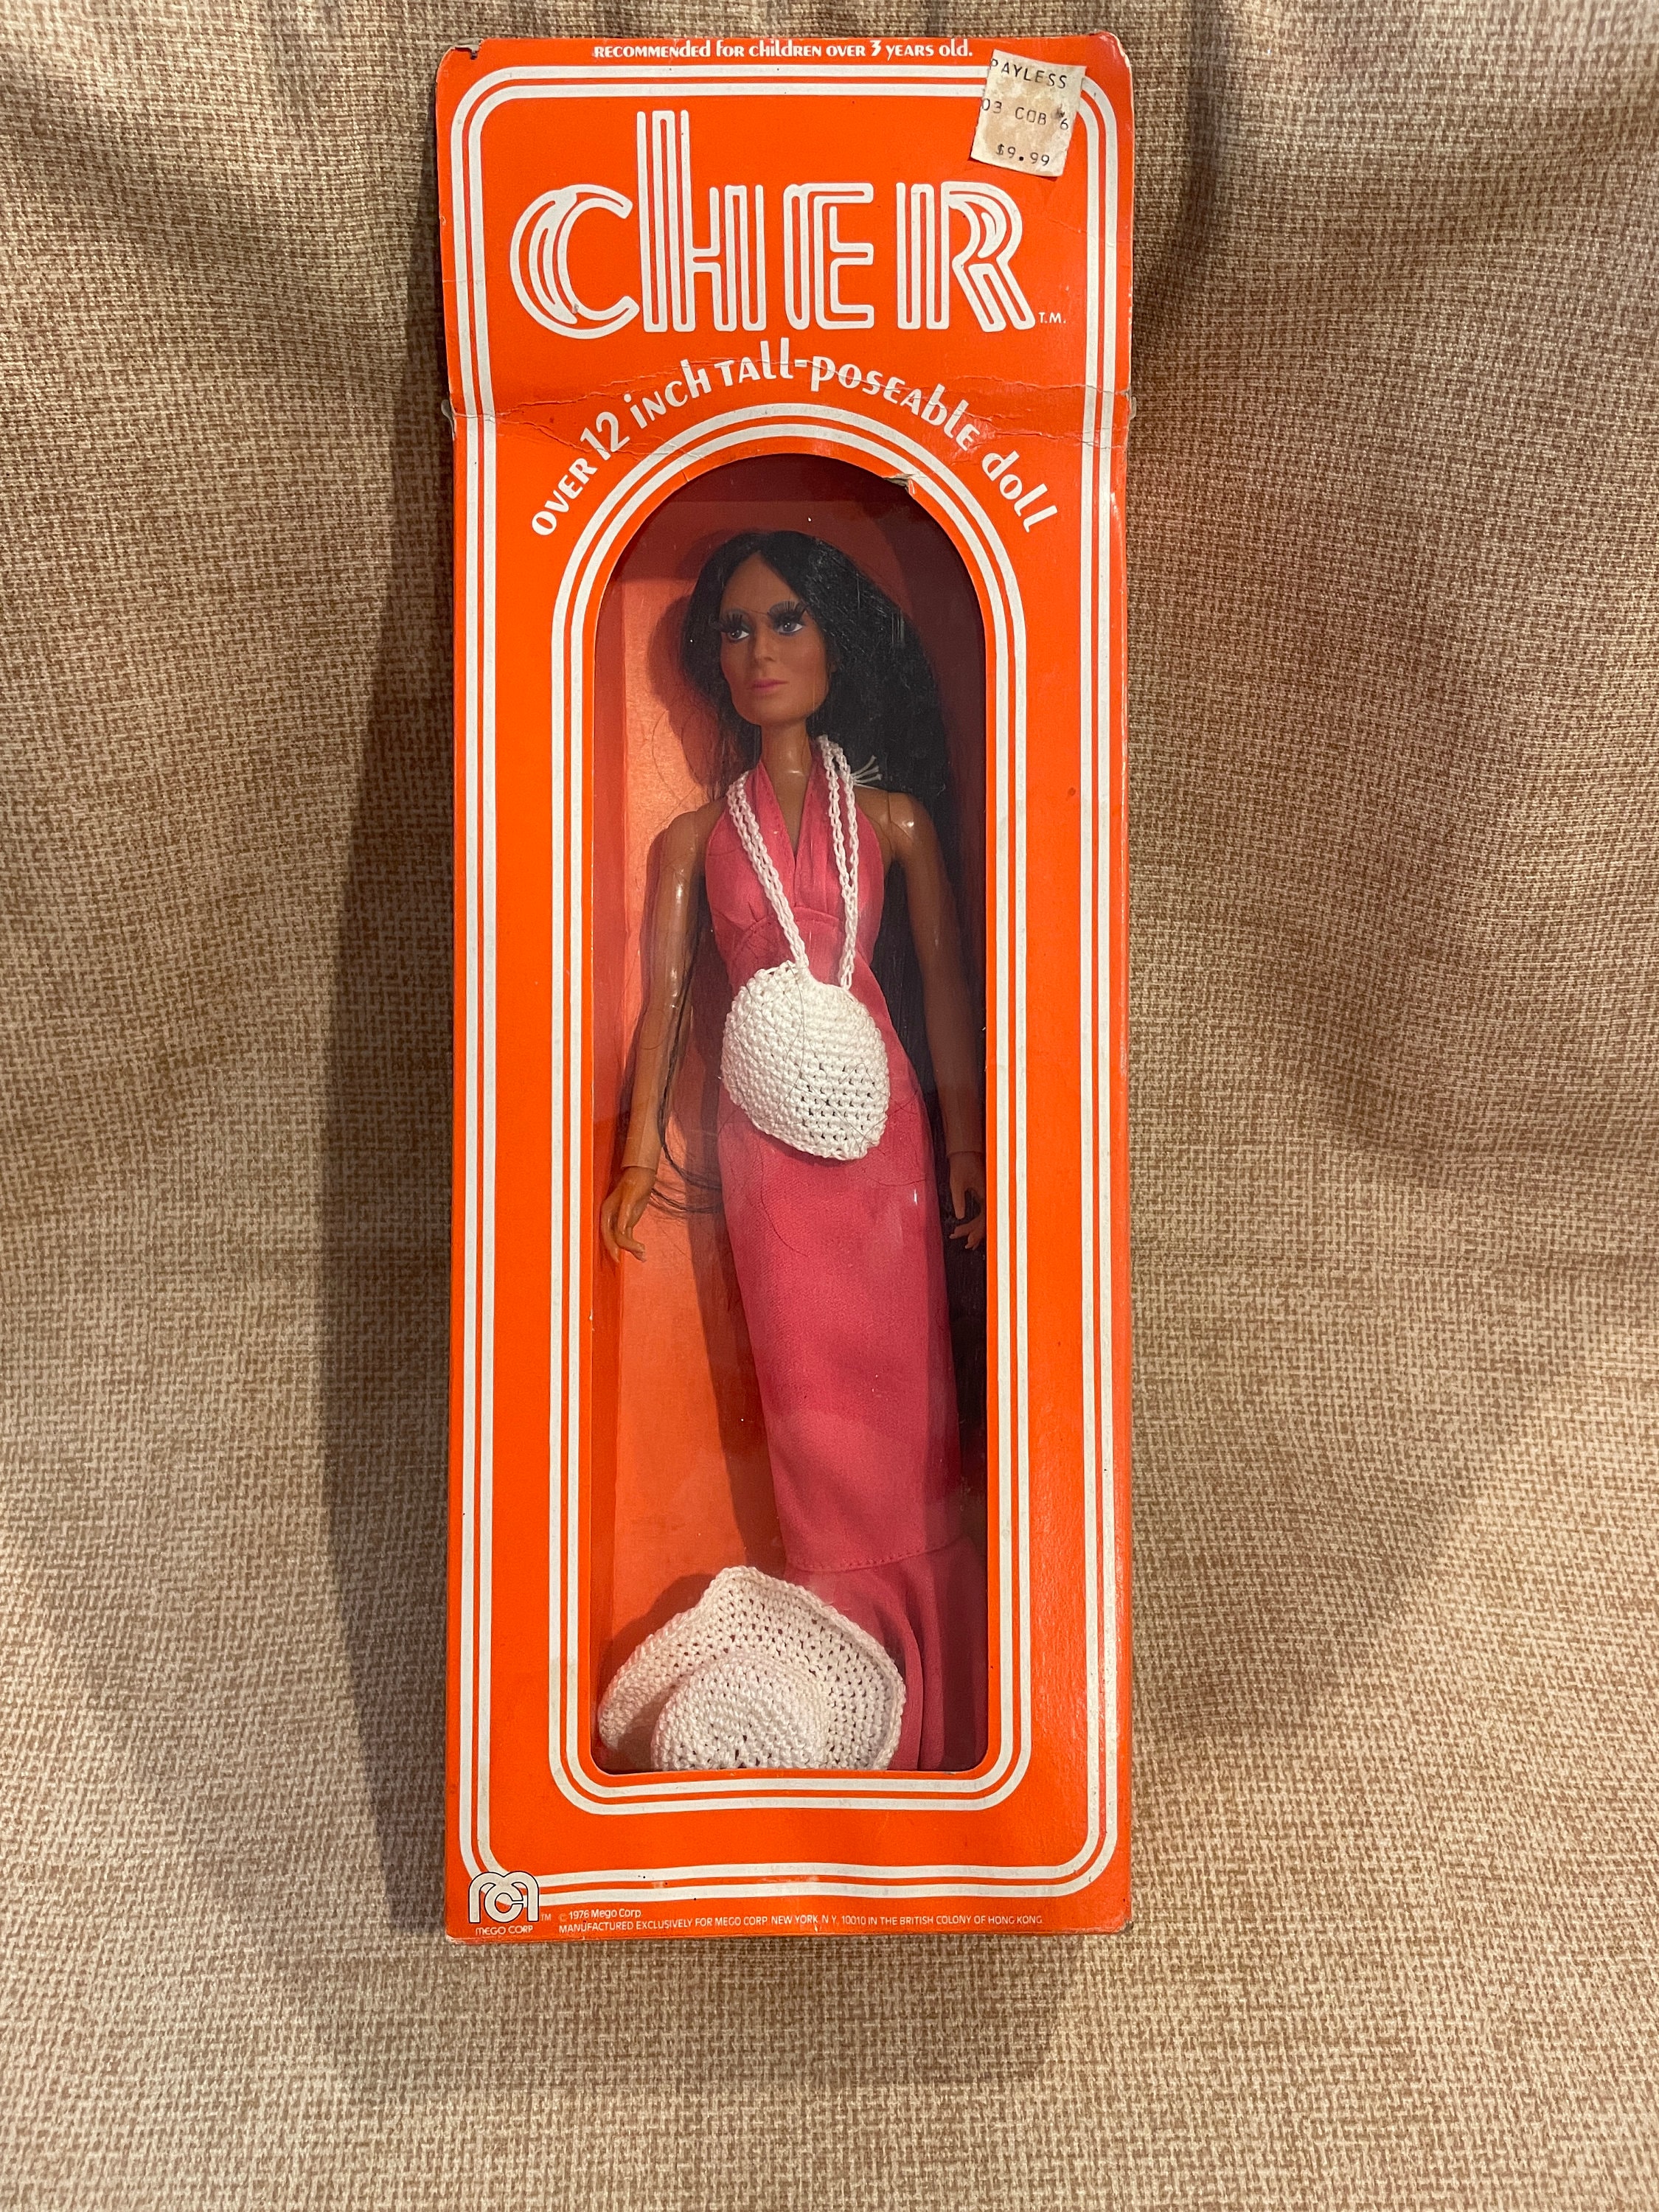 RECOMMENDED for children OVER 3 YEARS old.
PAYLESS
03 COB 6
$9.99
CHER T.M.
OVER 12 inch TAll-POSEAble doll
MEGO CORP TM
© 1976 Mego Corp.
MANUFACTURED EXCLUSIVELY FOR MEGO CORP. NEW YORK, N.Y. 10010 IN THE BRITISH COLONY OF HONG KONG